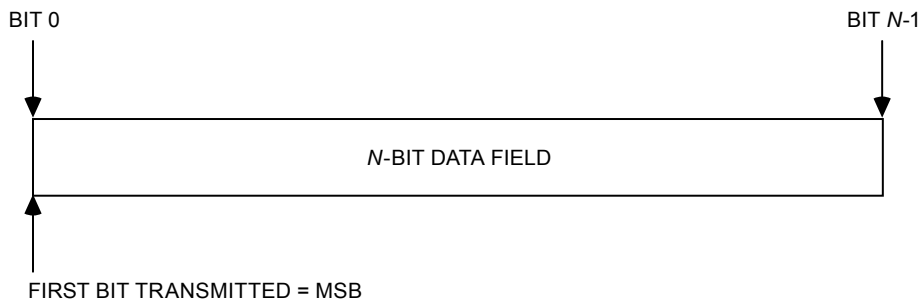 BIT 0
BIT N-1
N-BIT DATA FIELD
FIRST BIT TRANSMITTED = MSB